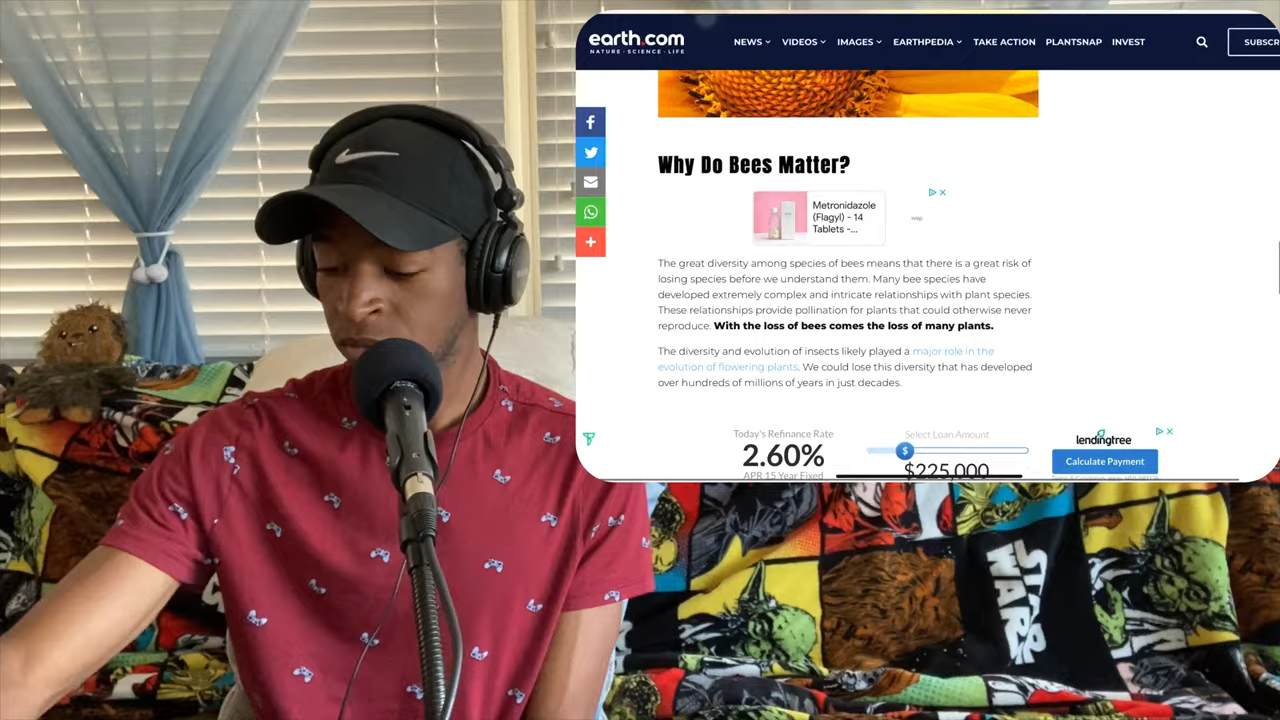 earth.com
NATURE · SCIENCE · LIFE
NEWS
VIDEOS
IMAGES
EARTHPEDIA
TAKE ACTION
PLANTSNAP
INVEST
SUBSCR
Why Do Bees Matter?
Metronidazole
(Flagyl) - 14
Tablets -...
The great diversity among species of bees means that there is a great risk of
losing species before we understand them. Many bee species have
developed extremely complex and intricate relationships with plant species.
These relationships provide pollination for plants that could otherwise never
reproduce. With the loss of bees comes the loss of many plants.
The diversity and evolution of insects likely played a major role in the
evolution of flowering plants. We could lose this diversity that has developed
over hundreds of millions of years in just decades.
Today's Refinance Rate
2.60%
APR 15 Year Fixed
Select Loan Amount
$
$225,000
lendingtree
Calculate Payment
STAR
WARS